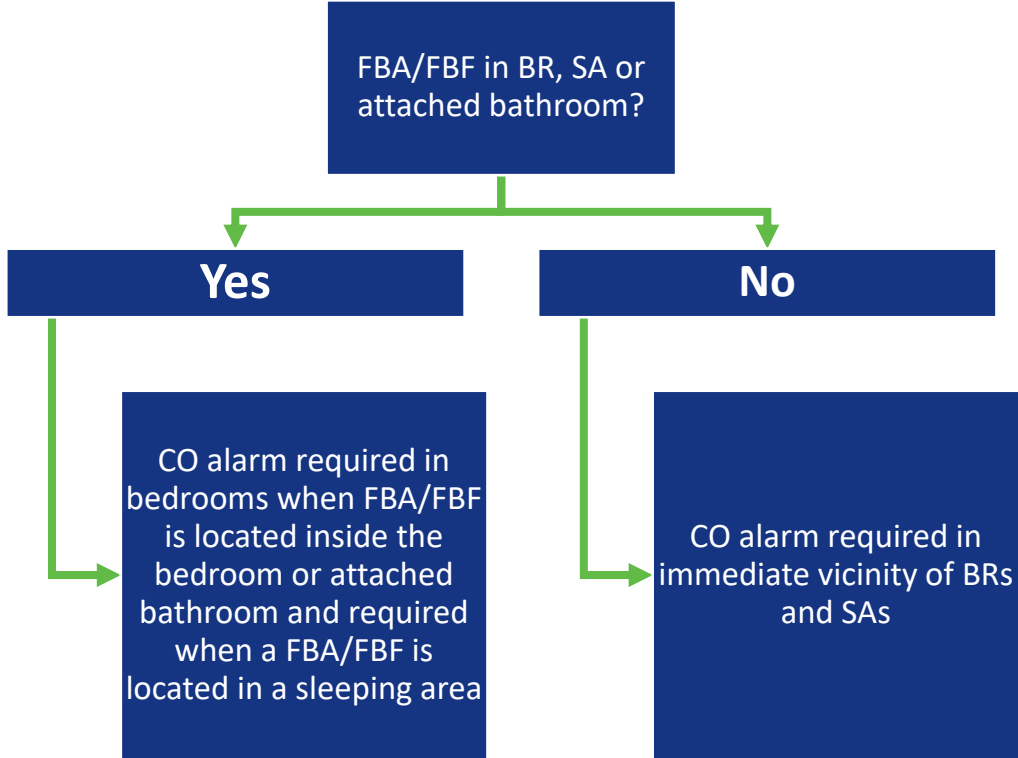 FBA/FBF in BR, SA or
attached bathroom?
Yes
No
CO alarm required in
bedrooms when FBA/FBF
is located inside the
bedroom or attached
bathroom and required
when a FBA/FBF is
located in a sleeping area
CO alarm required in
immediate vicinity of BRs
and SAs